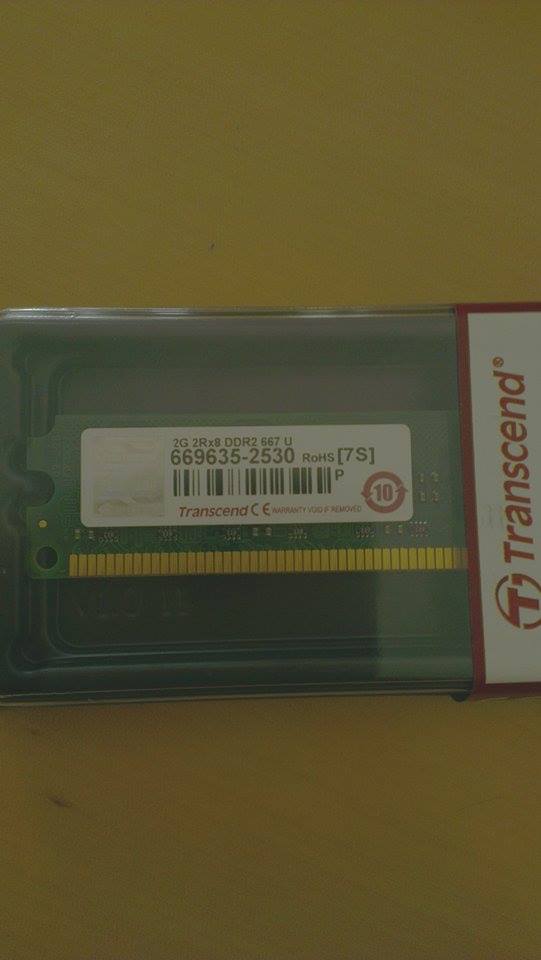 2G 2Rx8 DDR2 667 U
669635-2530 RoHS [7S]
P
10
Transcend CE WARRANTY VOID IF REMOVED
Transcend®